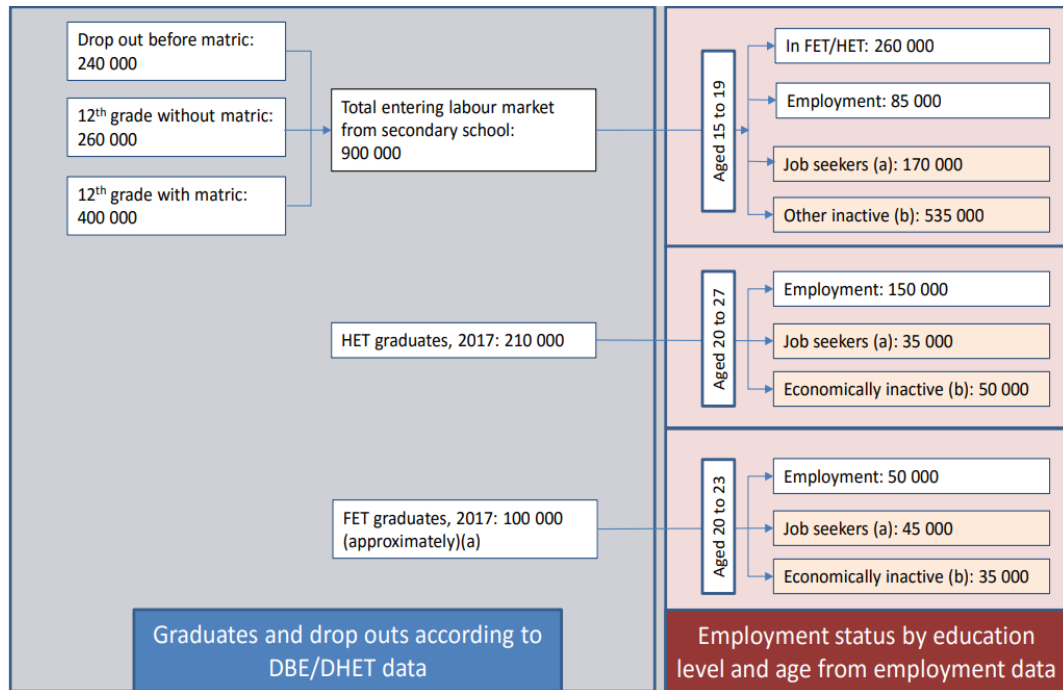 Drop out before matric:
240 000
12th grade without matric:
260 000
12th grade with matric:
400 000
Total entering labour market
from secondary school:
900 000
Aged 15 to 19
In FET/HET: 260 000
Employment: 85 000
Job seekers (a): 170 000
Other inactive (b): 535 000
HET graduates, 2017: 210 000
Aged 20 to 27
Employment: 150 000
Job seekers (a): 35 000
Economically inactive (b): 50 000
FET graduates, 2017: 100 000
(approximately)(a)
Aged 20 to 23
Employment: 50 000
Job seekers (a): 45 000
Economically inactive (b): 35 000
Graduates and drop outs according to
DBE/DHET data
Employment status by education
level and age from employment data